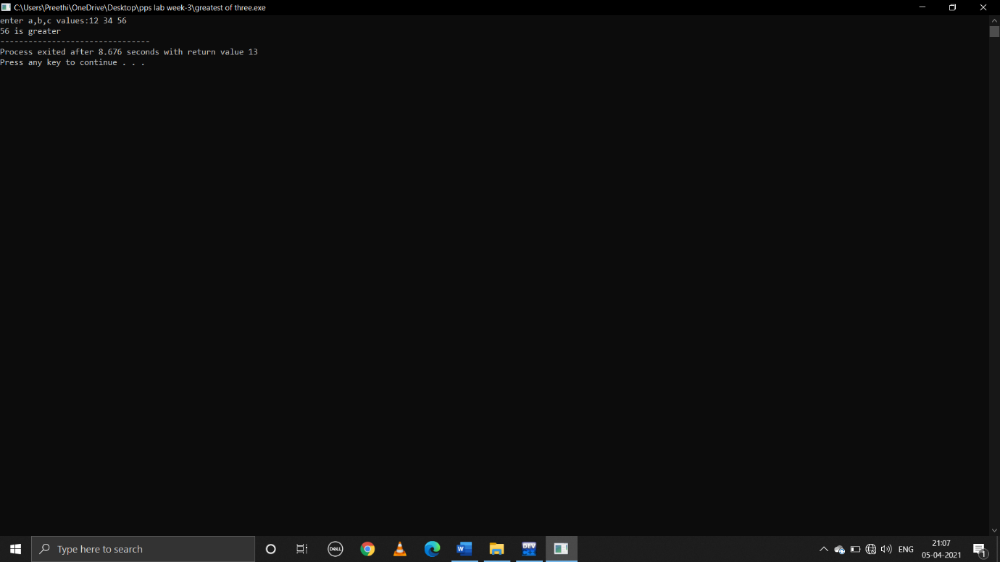 C:\Users\Preethi\OneDrive\Desktop\pps lab week-3\greatest of three.exe
enter a,b,c values:12 34 56
56 is greater
--------------------------------
Process exited after 8.676 seconds with return value 13
Press any key to continue . . .
Type here to search
DELL
W
DEV
C++
ENG
21:07
05-04-2021
1